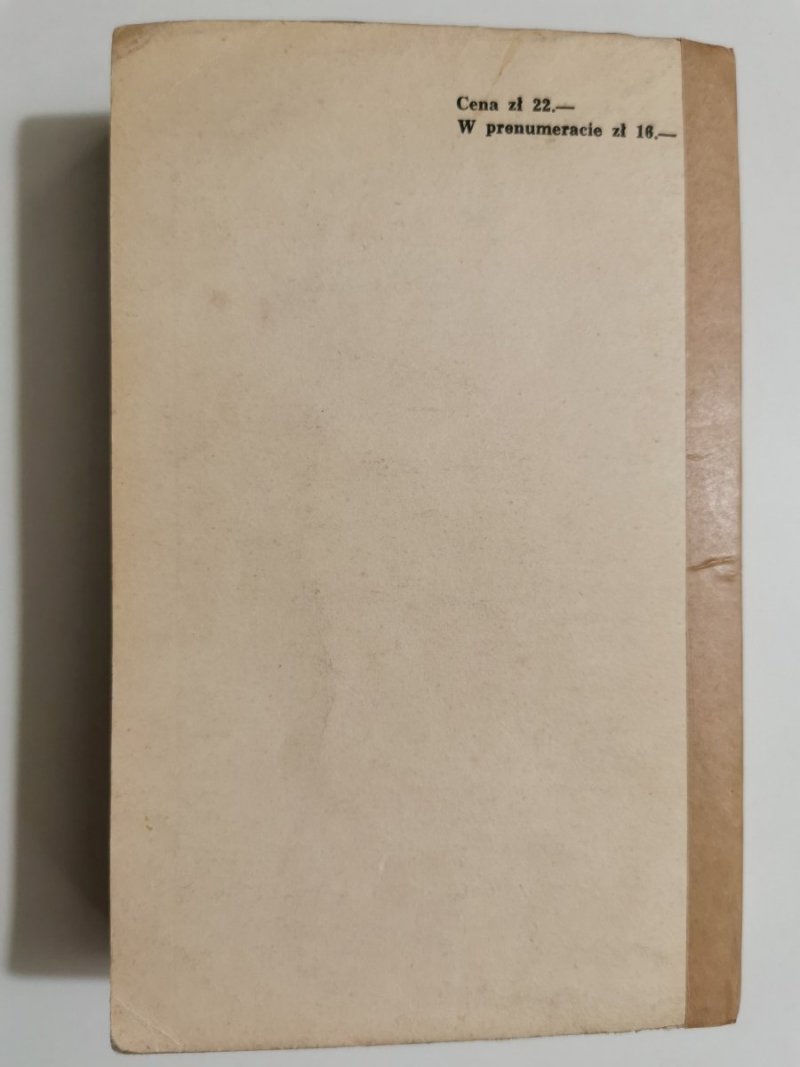 Cena zł 22.—
W prenumeracie zł 16.—